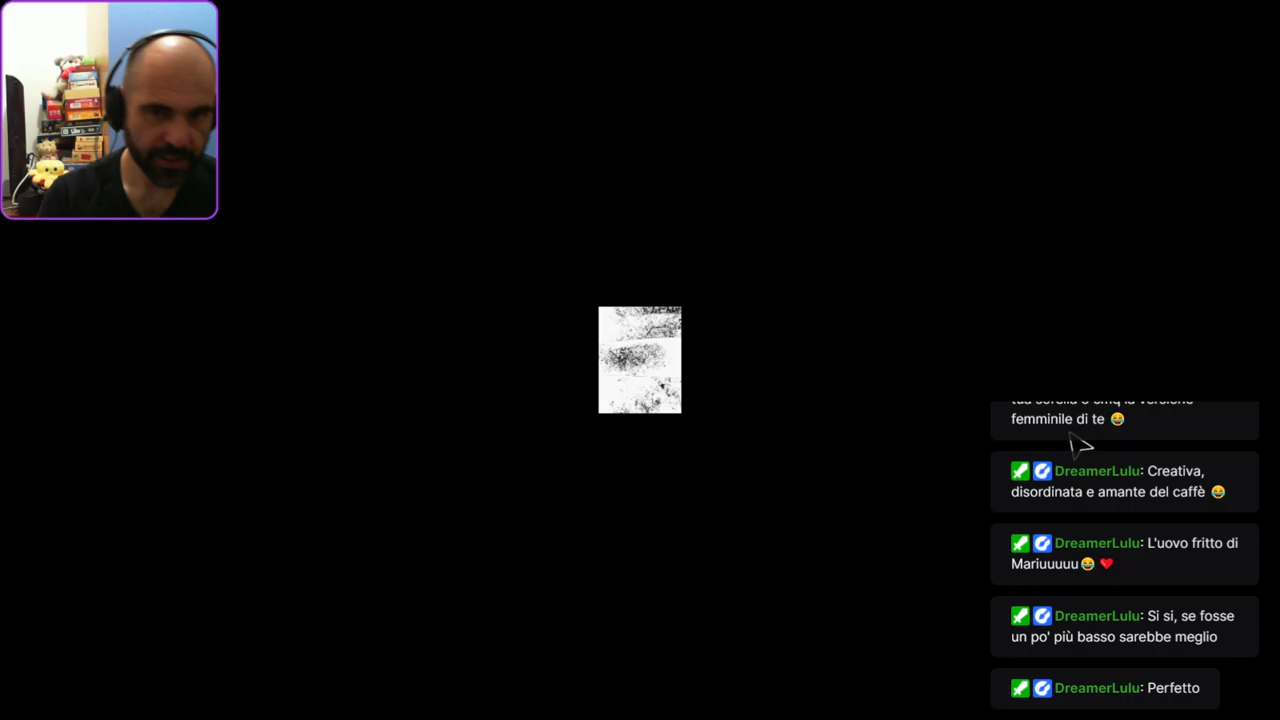 femminile di te 😂
DreamerLulu: Creativa,
disordinata e amante del caffè 😂
DreamerLulu: L'uovo fritto di
Mariuuuuu😂 ❤️
DreamerLulu: Si si, se fosse
un po' più basso sarebbe meglio
DreamerLulu: Perfetto